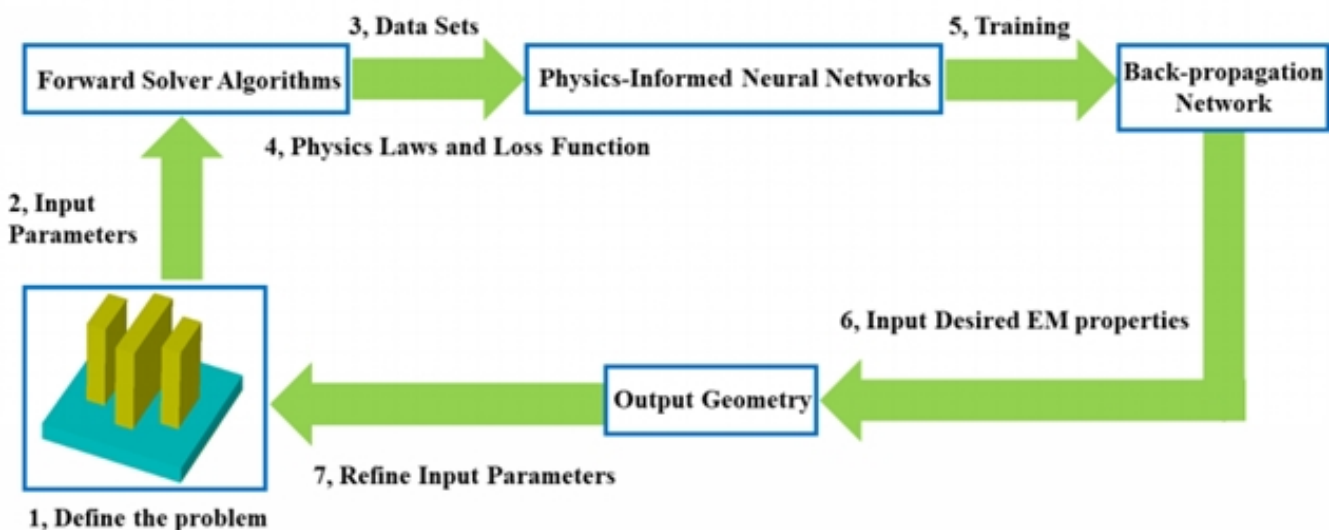 3, Data Sets
5, Training
Forward Solver Algorithms
Physics-Informed Neural Networks
Back-propagation
Network
4, Physics Laws and Loss Function
2, Input
Parameters
6, Input Desired EM properties
Output Geometry
7, Refine Input Parameters
1, Define the problem